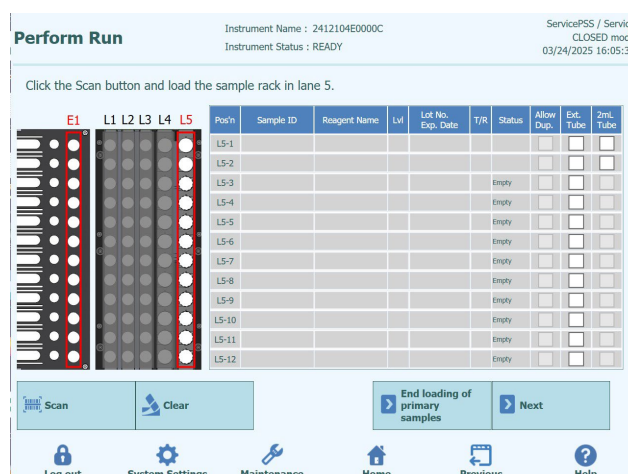 Perform Run
Instrument Name : 2412104E0000C
Instrument Status : READY
ServicePSS / Servic
CLOSED mod
03/24/2025 16:05:3
Click the Scan button and load the sample rack in lane 5.
E1 L1 L2 L3 L4 L5
Pos'n Sample ID Reagent Name Lvl Lot No. Exp. Date T/R Status Allow Dup. Ext. Tube 2mL Tube
L5-1
L5-2
L5-3 Empty
L5-4 Empty
L5-5 Empty
L5-6 Empty
L5-7 Empty
L5-8 Empty
L5-9 Empty
L5-10 Empty
L5-11 Empty
L5-12 Empty
Scan
Clear
End loading of
primary
samples
Next
Log out System Settings Maintenance Home Previous Help